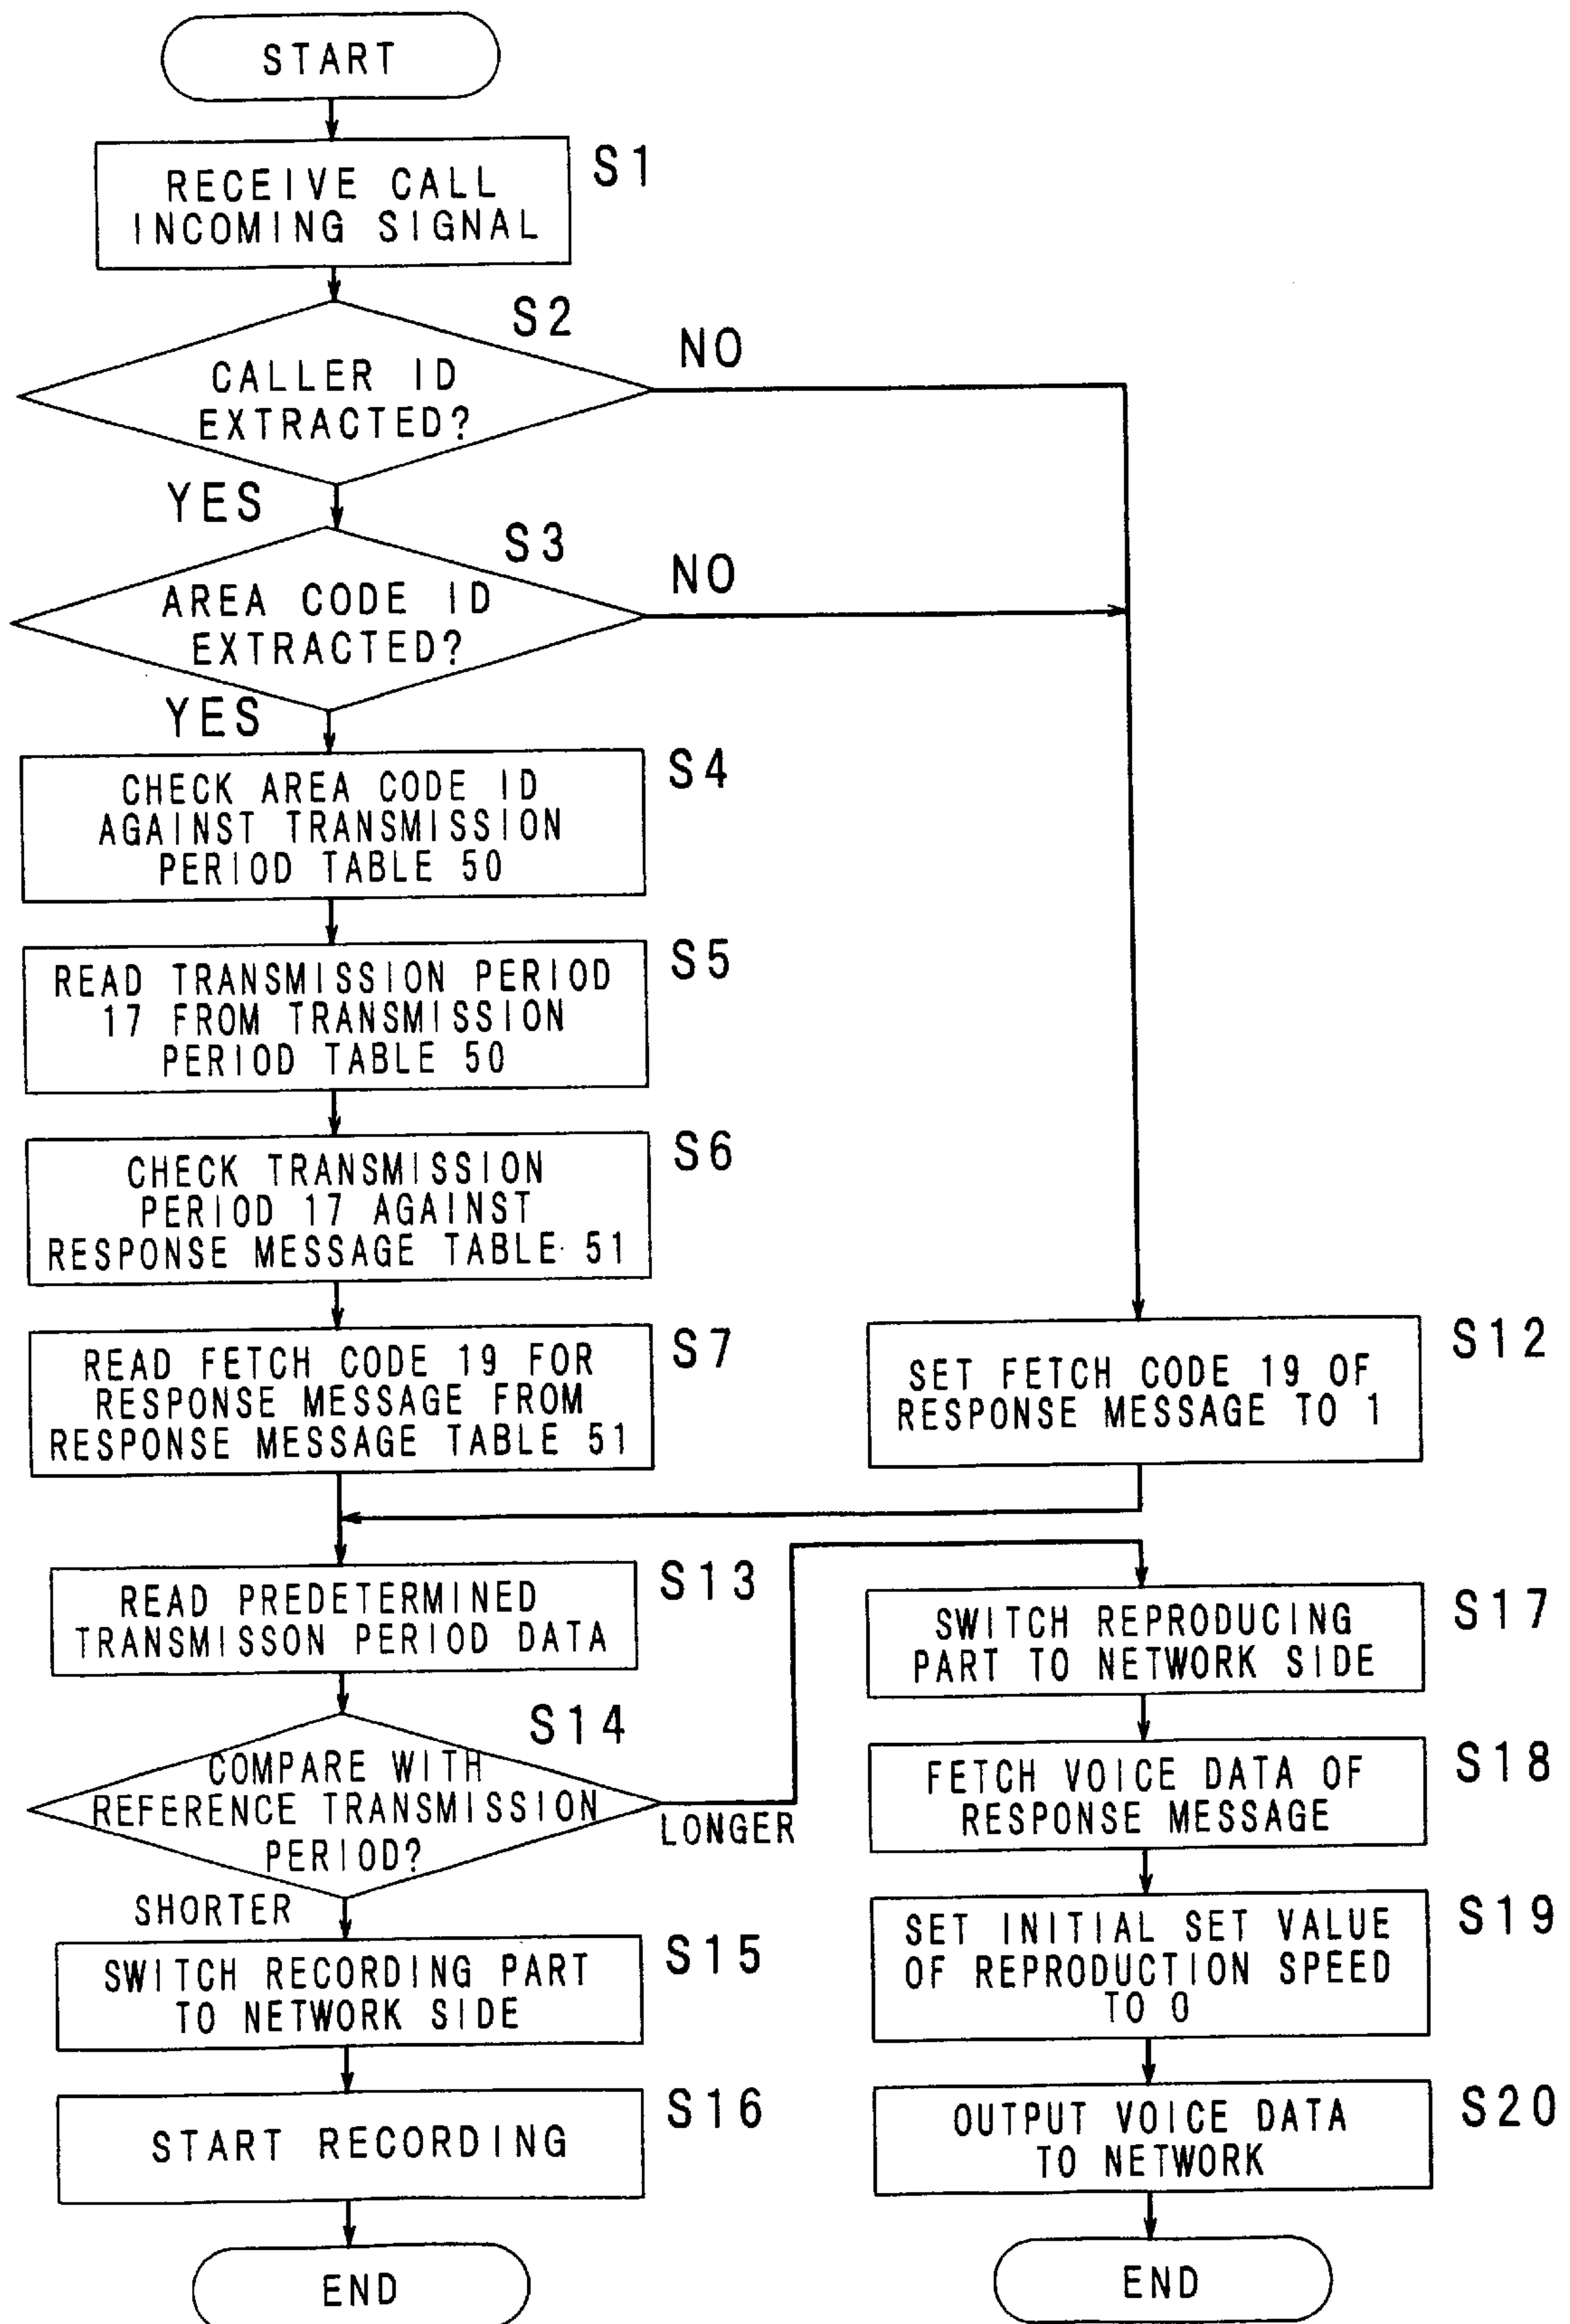 START
RECEIVE CALL
INCOMING SIGNAL
S1
CALLER ID
EXTRACTED?
S2
NO
YES
AREA CODE ID
EXTRACTED?
S3
NO
YES
CHECK AREA CODE ID
AGAINST TRANSMISSION
PERIOD TABLE 50
S4
READ TRANSMISSION PERIOD
17 FROM TRANSMISSION
PERIOD TABLE 50
S5
CHECK TRANSMISSION
PERIOD 17 AGAINST
RESPONSE MESSAGE TABLE 51
S6
READ FETCH CODE 19 FOR
RESPONSE MESSAGE FROM
RESPONSE MESSAGE TABLE 51
S7
SET FETCH CODE 19 OF
RESPONSE MESSAGE TO 1
S12
READ PREDETERMINED
TRANSMISSON PERIOD DATA
S13
COMPARE WITH
REFERENCE TRANSMISSION
PERIOD?
S14
LONGER
SHORTER
SWITCH RECORDING PART
TO NETWORK SIDE
S15
START RECORDING
S16
END
SWITCH REPRODUCING
PART TO NETWORK SIDE
S17
FETCH VOICE DATA OF
RESPONSE MESSAGE
S18
SET INITIAL SET VALUE
OF REPRODUCTION SPEED
TO 0
S19
OUTPUT VOICE DATA
TO NETWORK
S20
END